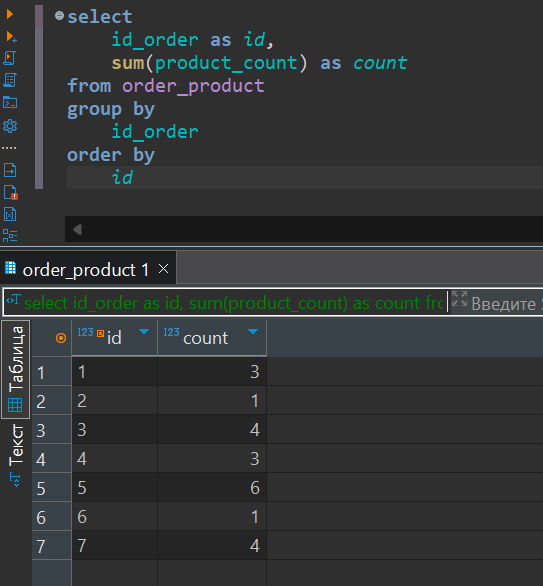 select
id_order as id,
sum(product_count) as count
from order_product
group by
id_order
order by
id
order_product 1
select id_order as id, sum(product_count) as count fro
Введите S
Таблица
Текст
123 id 123 count
1 1 3
2 2 1
3 3 4
4 4 3
5 5 6
6 6 1
7 7 4